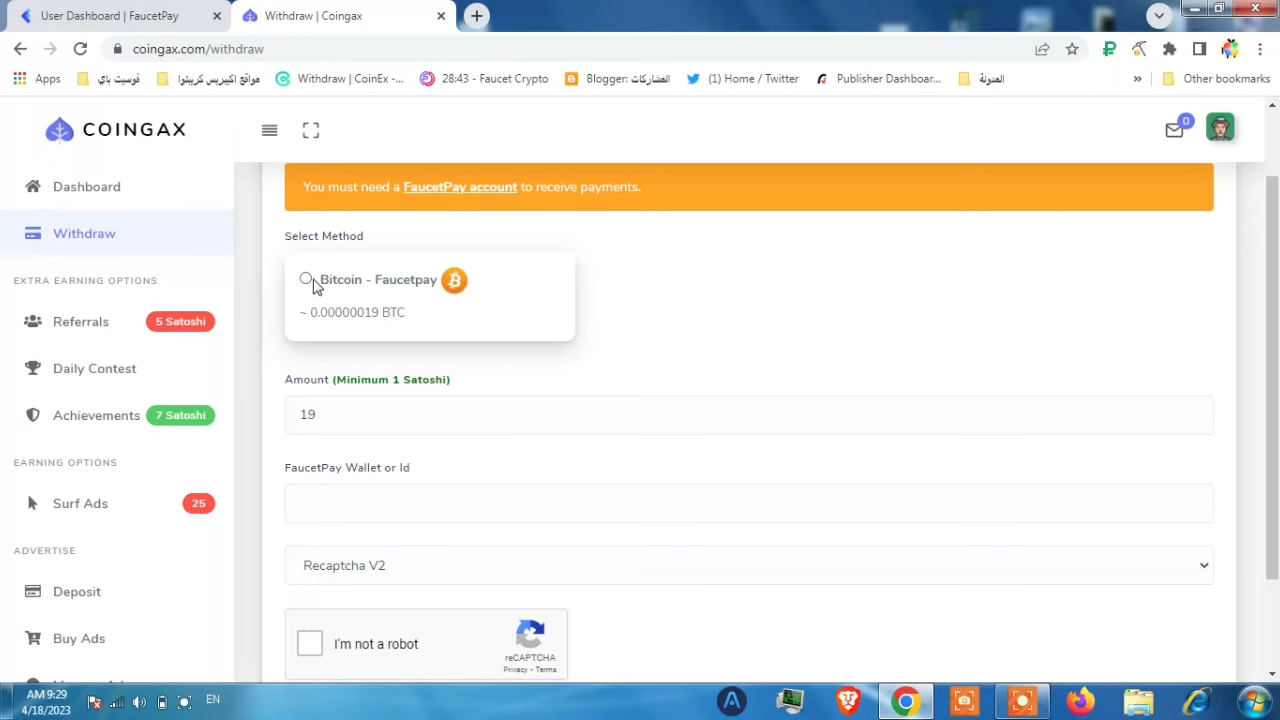 User Dashboard | FaucetPay
Withdraw | Coingax
coingax.com/withdraw
Apps
فوسيت باي
مواقع اكسبريس كريبتوا
Withdraw | CoinEx -...
28:43 - Faucet Crypto
Blogger: المشاركات
(1) Home / Twitter
Publisher Dashboar...
المدونة
»
Other bookmarks
COINGAX
0
Dashboard
Withdraw
EXTRA EARNING OPTIONS
Referrals 5 Satoshi
Daily Contest
Achievements 7 Satoshi
EARNING OPTIONS
Surf Ads 25
ADVERTISE
Deposit
Buy Ads
You must need a FaucetPay account to receive payments.
Select Method
Bitcoin - Faucetpay
~ 0.00000019 BTC
Amount (Minimum 1 Satoshi)
19
FaucetPay Wallet or Id
Recaptcha V2
I'm not a robot
reCAPTCHA
Privacy - Terms
AM 9:29
4/18/2023
EN